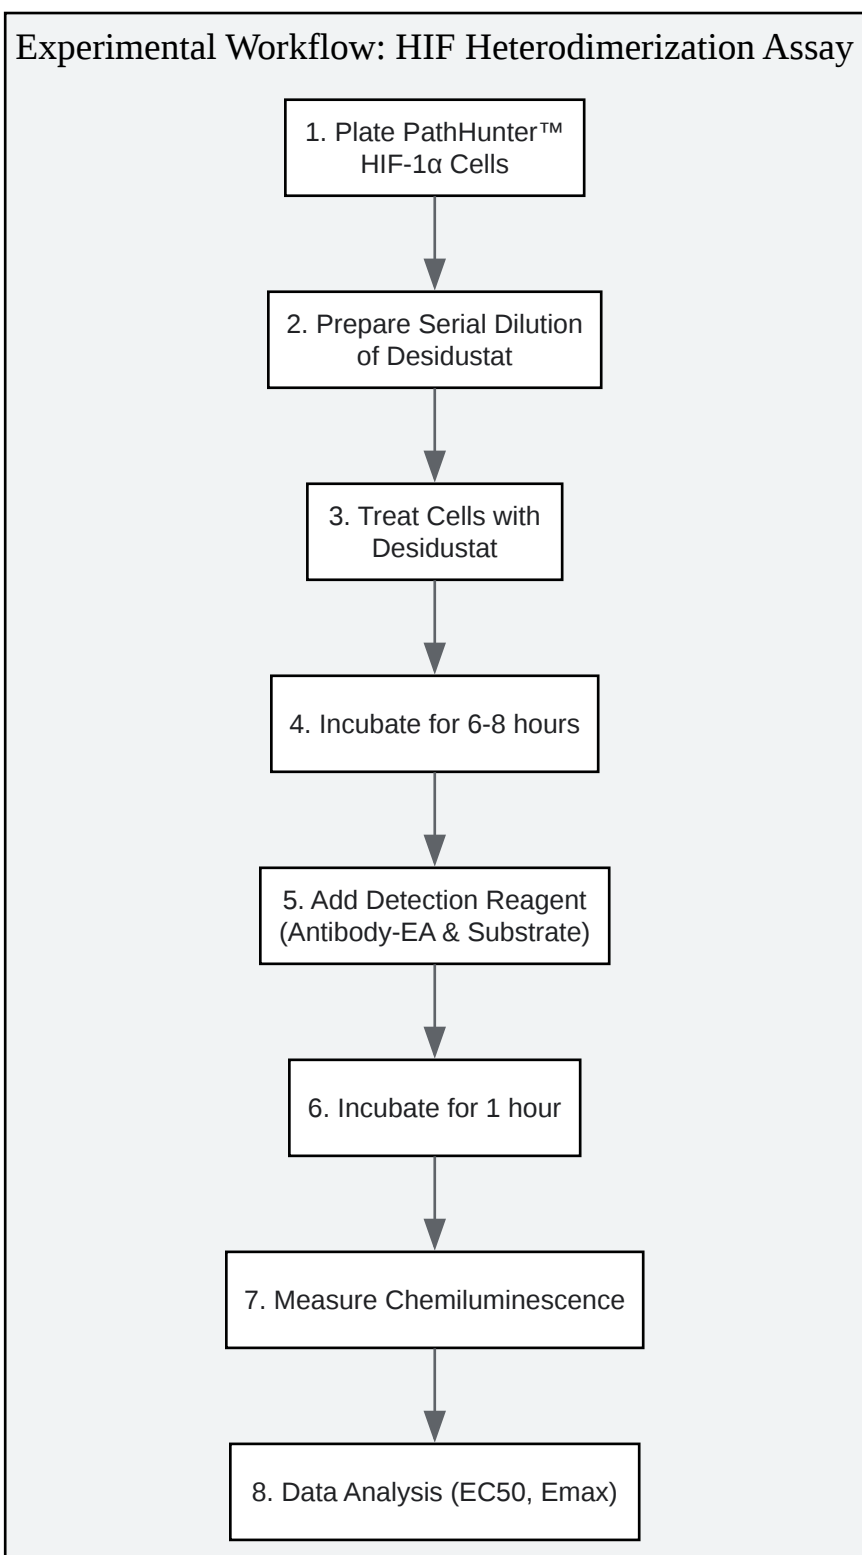 Experimental Workflow: HIF Heterodimerization Assay
1. Plate PathHunter™
HIF-1α Cells
2. Prepare Serial Dilution
of Desidustat
3. Treat Cells with
Desidustat
4. Incubate for 6-8 hours
5. Add Detection Reagent
(Antibody-EA & Substrate)
6. Incubate for 1 hour
7. Measure Chemiluminescence
8. Data Analysis (EC50, Emax)